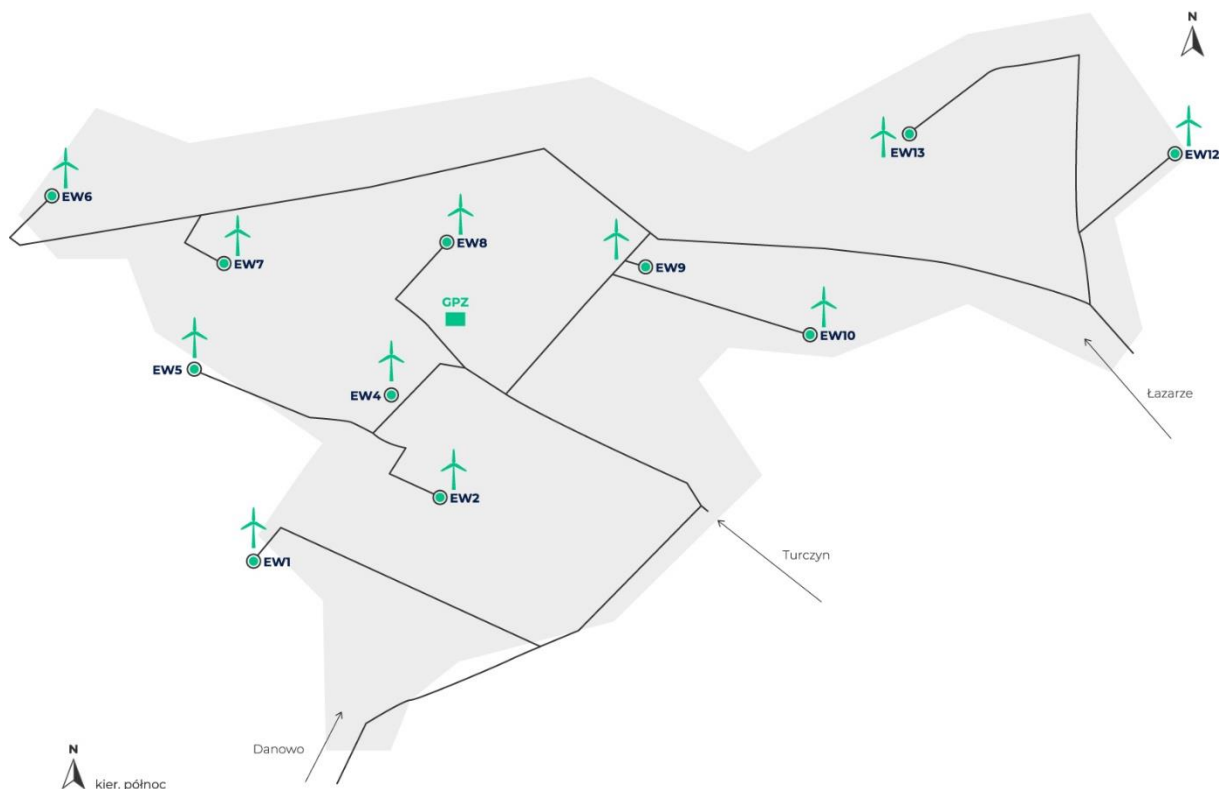 N
EW12
EW13
EW6
EW8
EW7
EW9
GPZ
EW10
EW5
EW4
Łazarze
EW2
Turczyn
EW1
Danowo
N
kier. północ